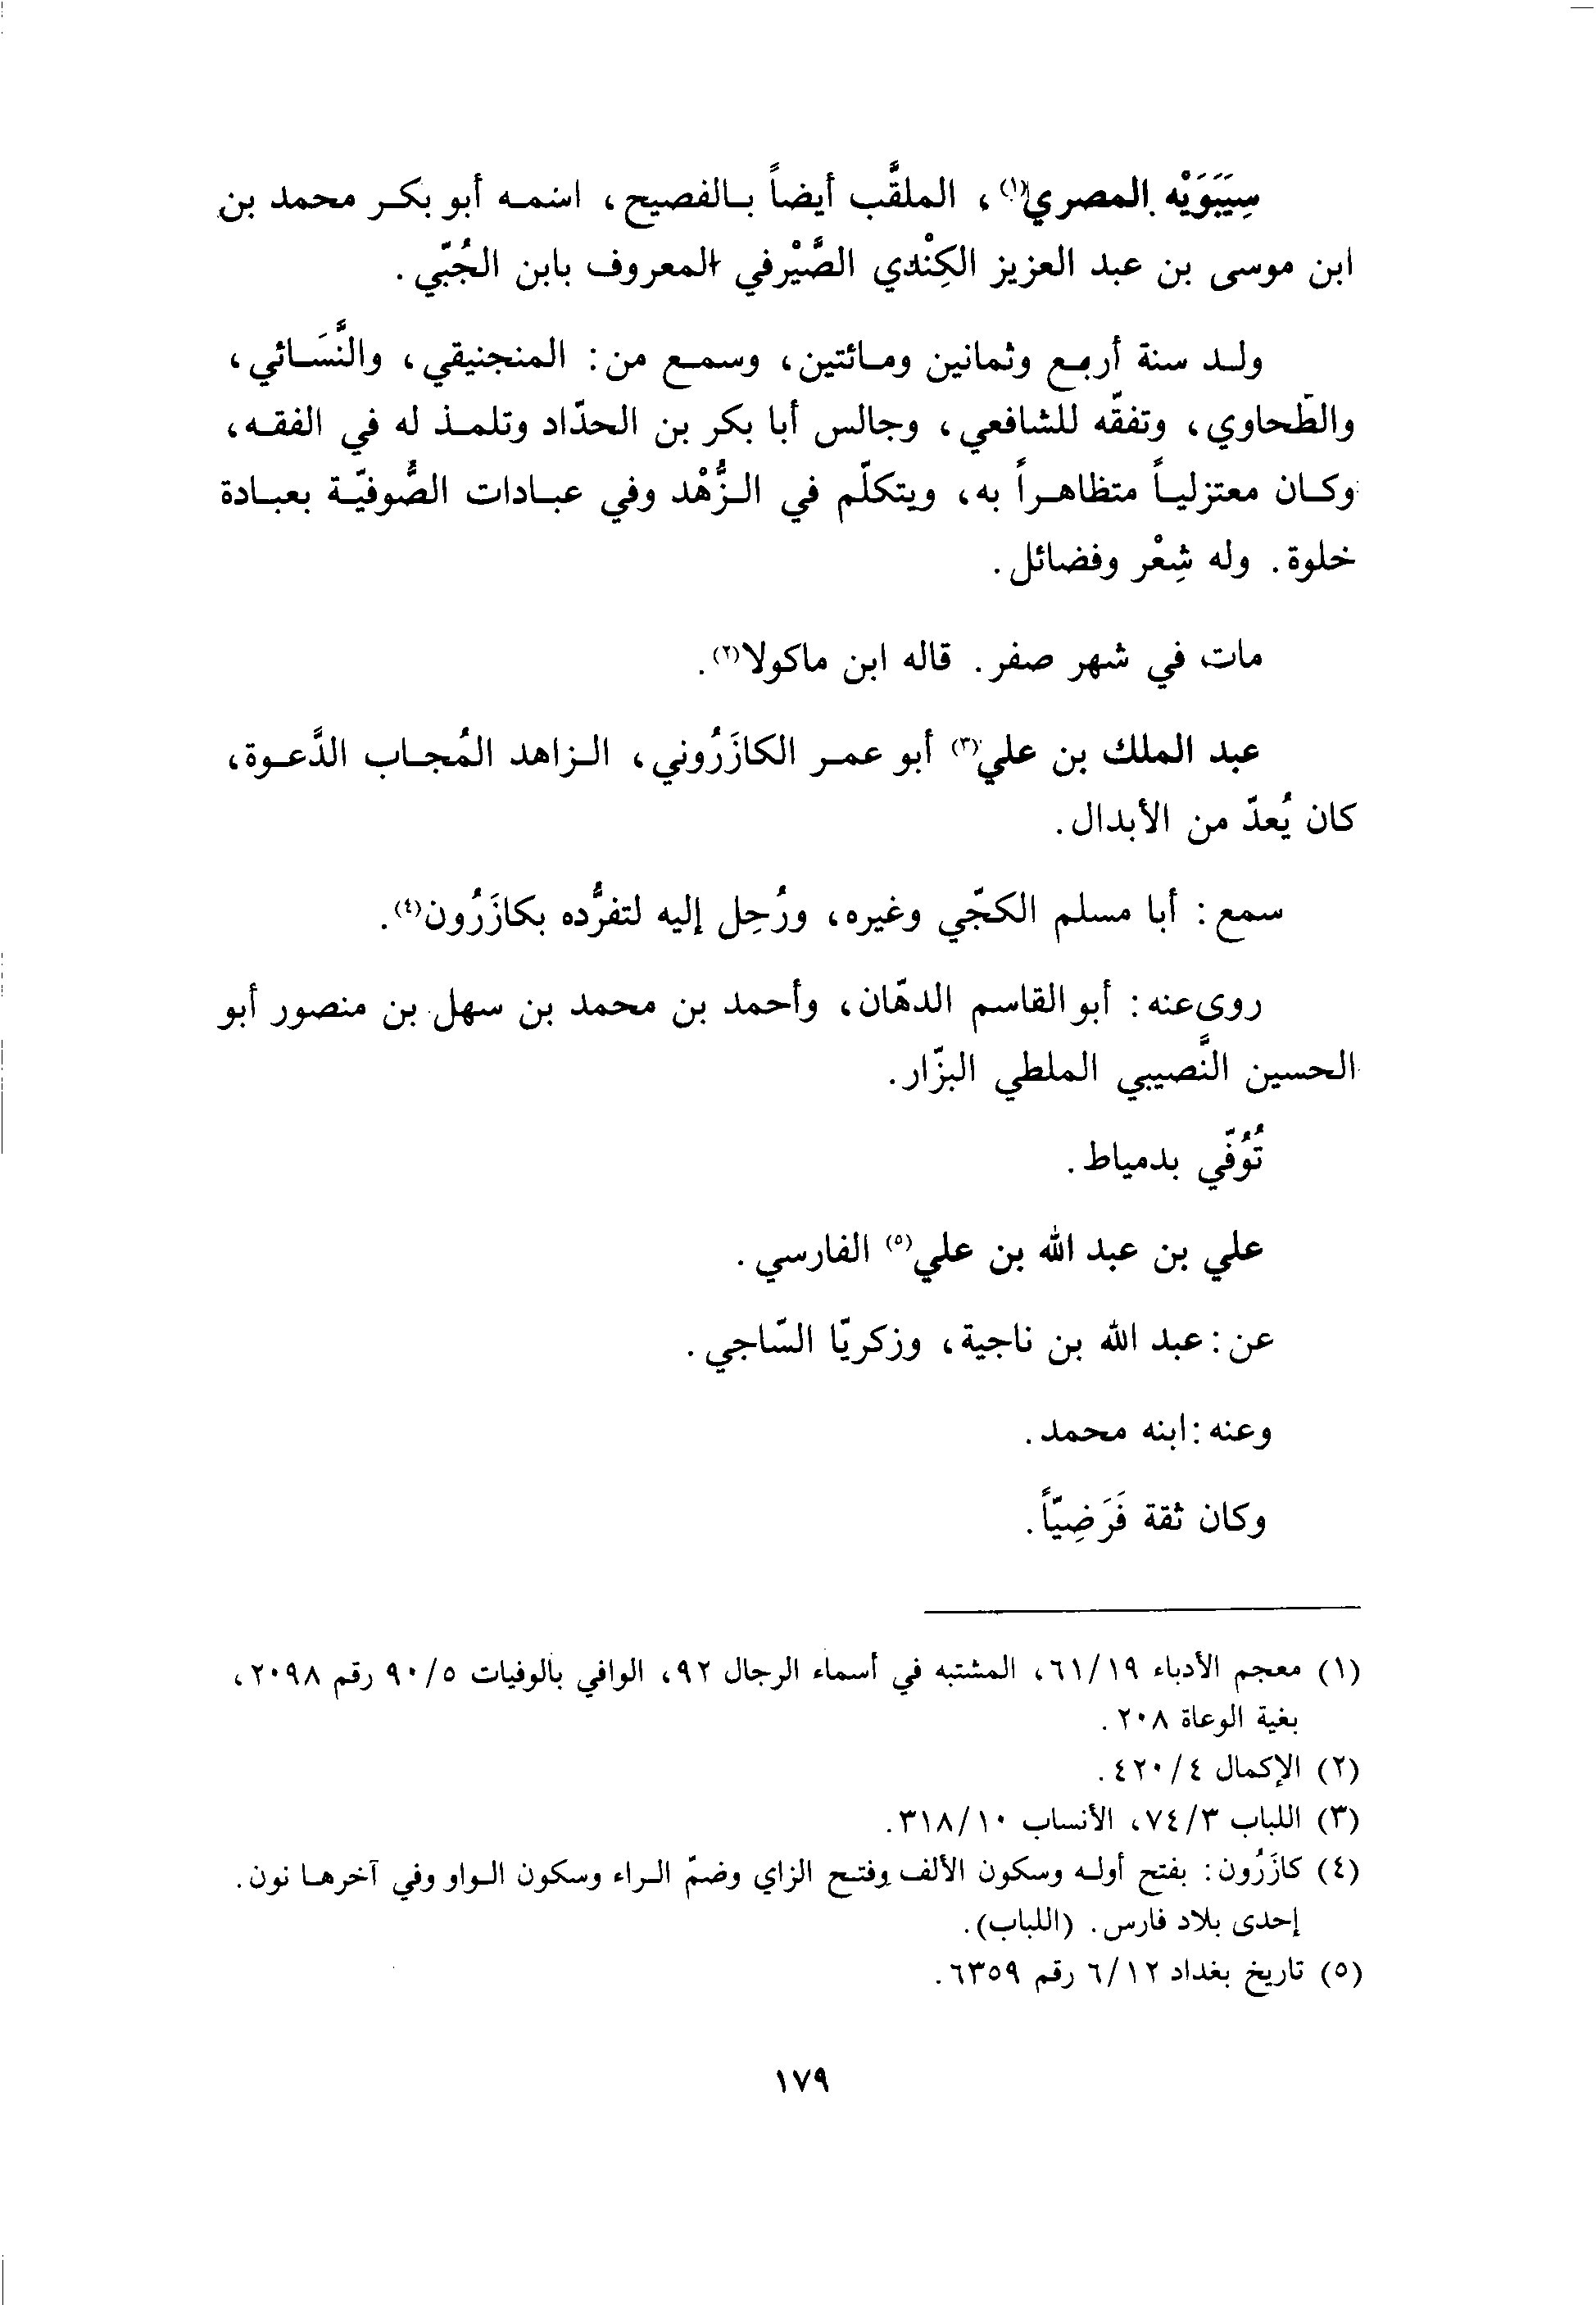 سِيَبَوَيْه المصري(١)، الملقَّب أيضاً بالفصيح، اسمه أبو بكر محمد بن
ابن موسى بن عبد العزيز الكِنْدي الصَّيْرفي المعروف بابن الجُبّي.
ولد سنة أربع وثمانين ومائتين، وسمع من: المنجنيقي، والنَّسَائي،
والطّحاوي، وتفقّه للشافعي، وجالس أبا بكر بن الحدّاد وتلمذ له في الفقه،
وكان معتزلياً متظاهراً به، ويتكلّم في الزُّهْد وفي عبادات الصُّوفيّة بعبادة
خلوة. وله شِعْر وفضائل.
مات في شهر صفر. قاله ابن ماكولا(٢).
عبد الملك بن علي(٣) أبو عمر الكازَرُوني، الزاهد المُجاب الدَّعوة،
كان يُعدّ من الأبدال.
سمع: أبا مسلم الكجّي وغيره، ورُحِل إليه لتفرُّده بكازَرُون(٤).
روى عنه: أبو القاسم الدهّان، وأحمد بن محمد بن سهل بن منصور أبو
الحسين النَّصيبي الملطي البزّار.
تُوُفّي بدمياط.
علي بن عبد الله بن علي(٥) الفارسي.
عن: عبد الله بن ناجية، وزكريّا السّاجي.
وعنه: ابنه محمد.
وكان ثقة فَرَضِيّاً.
(١) معجم الأدباء ٦١/١٩، المشتبه في أسماء الرجال ٩٢، الوافي بالوفيات ٩٠/٥ رقم ٢٠٩٨،
بغية الوعاة ٢٠٨.
(٢) الإكمال ٤٢٠/٤.
(٣) اللباب ٧٤/٣، الأنساب ٣١٨/١٠.
(٤) كازَرُون: بفتح أوله وسكون الألف وفتح الزاي وضمّ الراء وسكون الواو وفي آخرها نون.
إحدى بلاد فارس. (اللباب).
(٥) تاريخ بغداد ٦/١٢ رقم ٦٣٥٩.
١٧٩